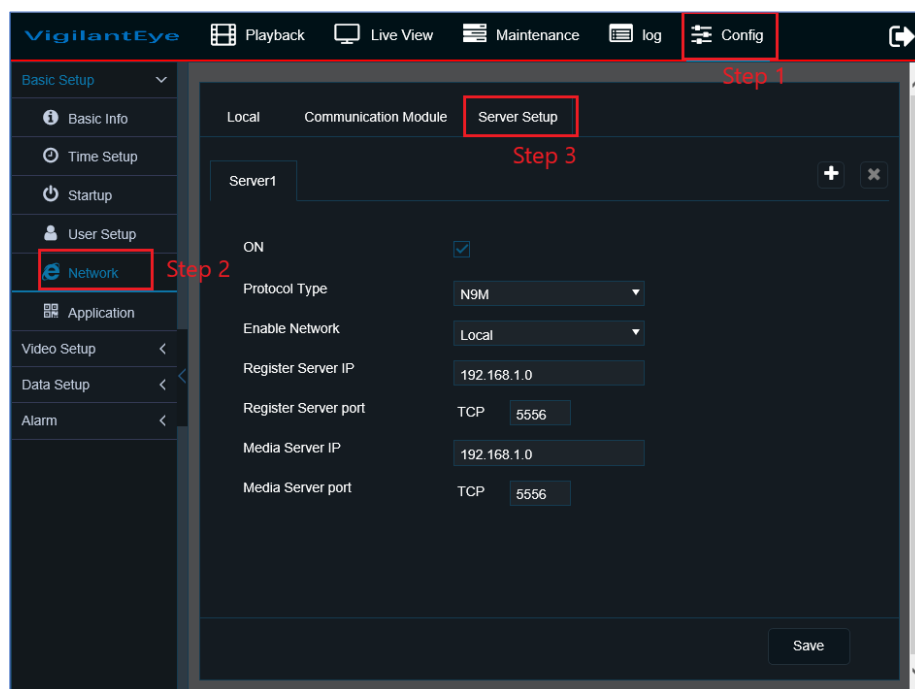 VigilantEye Playback Live View Maintenance log Config
Step 1
Basic Setup
Basic Info
Time Setup
Startup
User Setup
Network
Step 2
Application
Video Setup
Data Setup
Alarm
Local Communication Module Server Setup
Step 3
Server1
ON
Protocol Type N9M
Enable Network Local
Register Server IP 192.168.1.0
Register Server port TCP 5556
Media Server IP 192.168.1.0
Media Server port TCP 5556
Save